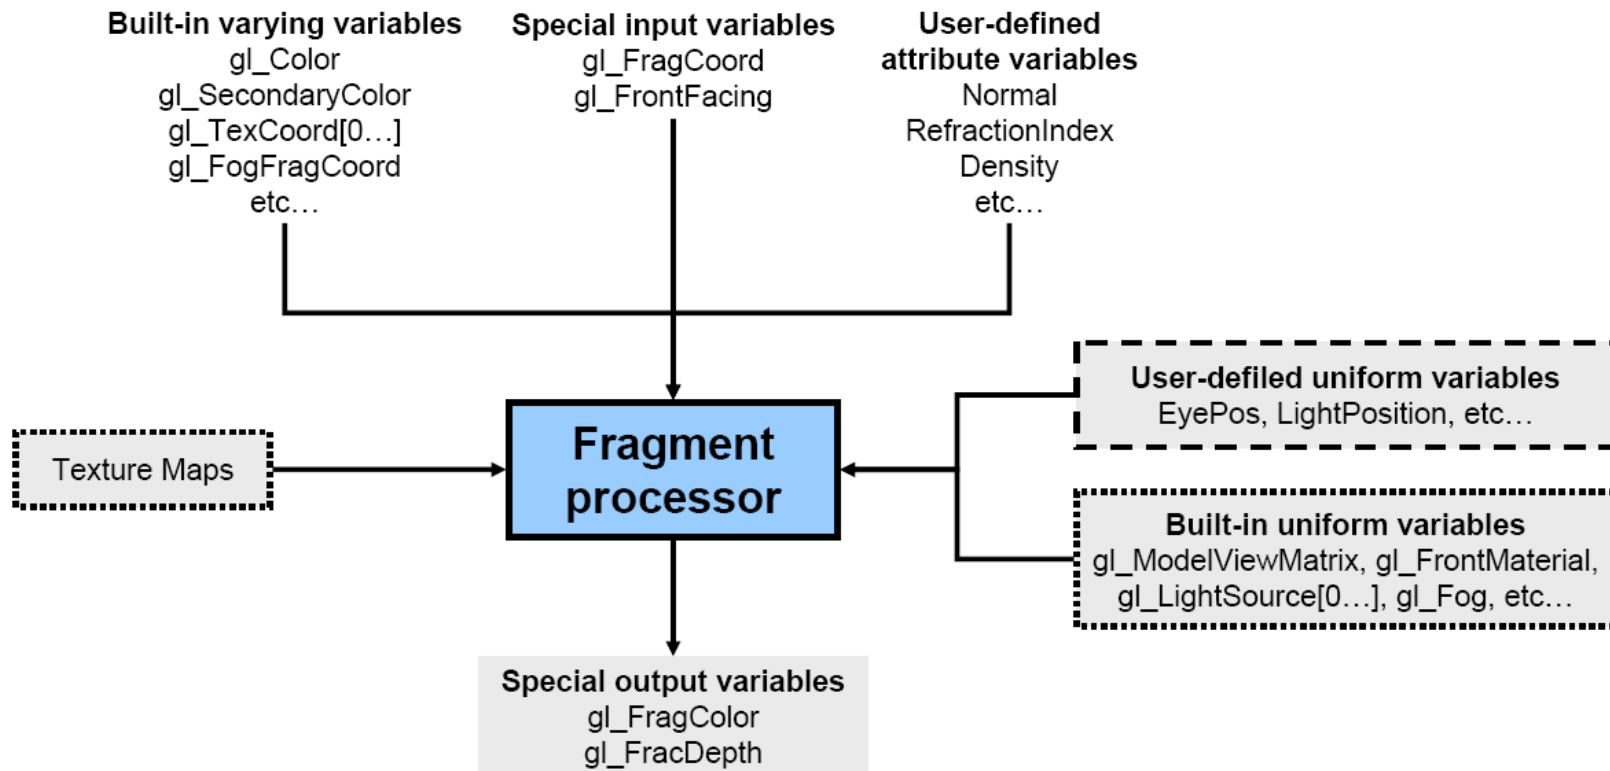 Built-in varying variables
gl_Color
gl_SecondaryColor
gl_TexCoord[0…]
gl_FogFragCoord
etc…
Special input variables
gl_FragCoord
gl_FrontFacing
User-defined
attribute variables
Normal
RefractionIndex
Density
etc…
Texture Maps
Fragment
processor
User-defiled uniform variables
EyePos, LightPosition, etc…
Built-in uniform variables
gl_ModelViewMatrix, gl_FrontMaterial,
gl_LightSource[0…], gl_Fog, etc…
Special output variables
gl_FragColor
gl_FracDepth